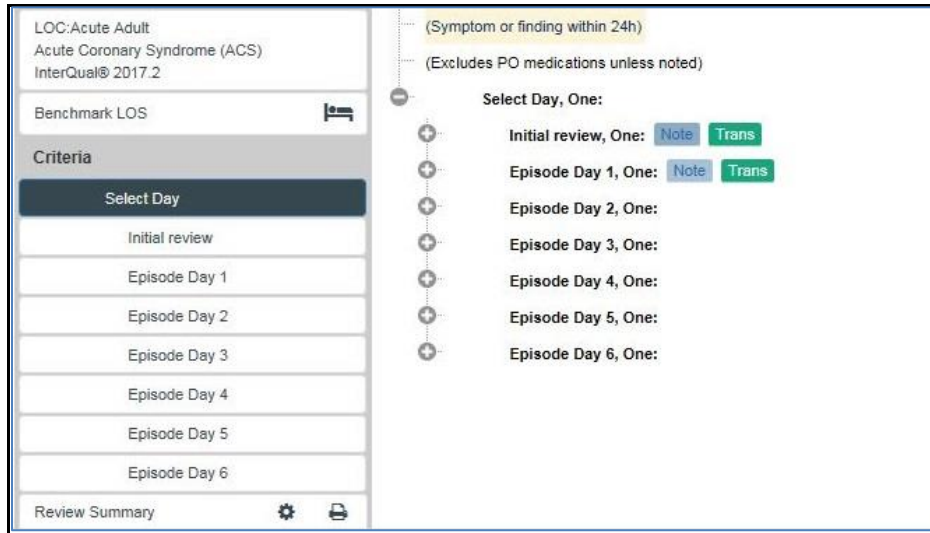 LOC:Acute Adult
Acute Coronary Syndrome (ACS)
InterQual® 2017.2
Benchmark LOS
Criteria
Select Day
Initial review
Episode Day 1
Episode Day 2
Episode Day 3
Episode Day 4
Episode Day 5
Episode Day 6
Review Summary
(Symptom or finding within 24h)
(Excludes PO medications unless noted)
Select Day, One:
Initial review, One: Note Trans
Episode Day 1, One: Note Trans
Episode Day 2, One:
Episode Day 3, One:
Episode Day 4, One:
Episode Day 5, One:
Episode Day 6, One: